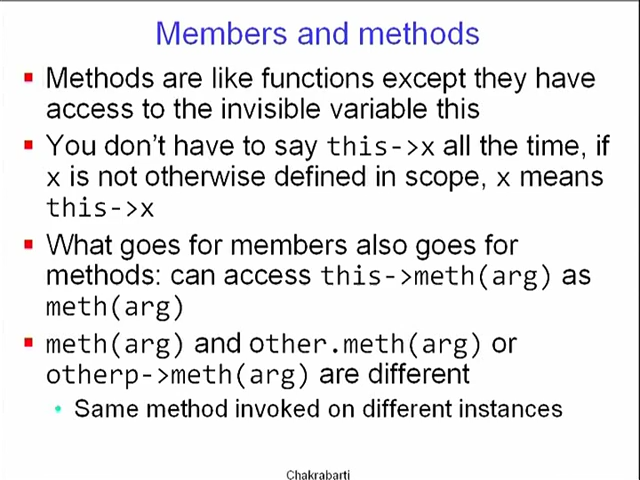 Members and methods
Methods are like functions except they have
access to the invisible variable this
You don't have to say this->x all the time, if
x is not otherwise defined in scope, x means
this->x
What goes for members also goes for
methods: can access this->meth(arg) as
meth(arg)
meth(arg) and other.meth(arg) or
otherp->meth(arg) are different
Same method invoked on different instances
Chakrabarti